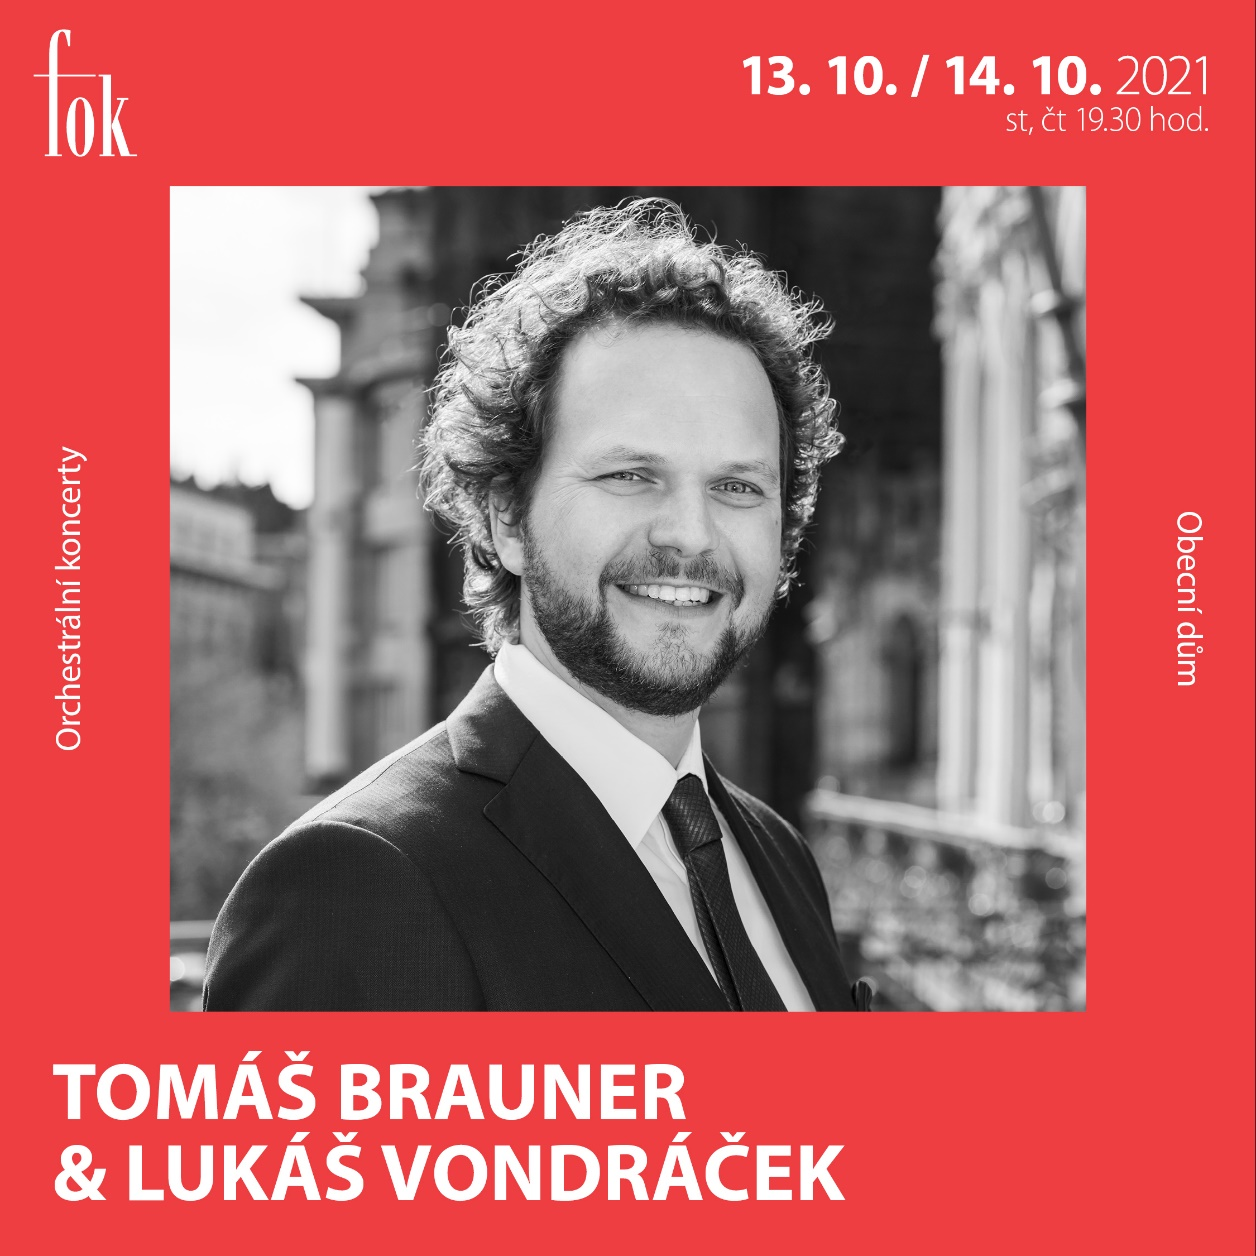 fok
13. 10. / 14. 10. 2021
st, čt 19.30 hod.
Orchestrální koncerty
Obecní dům
TOMÁŠ BRAUNER
& LUKÁŠ VONDRÁČEK